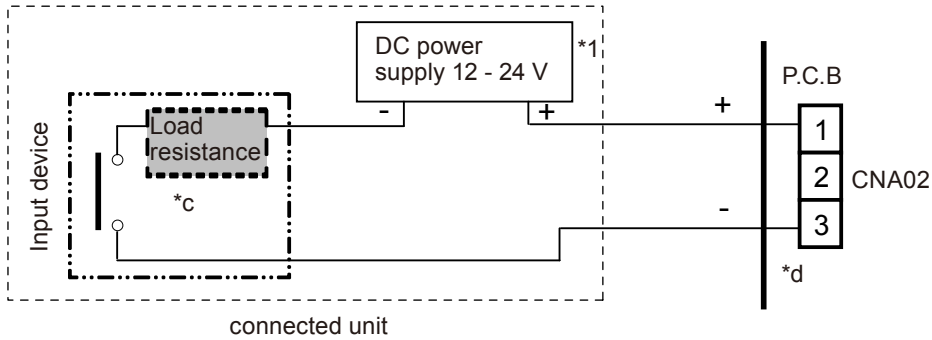 DC power
supply 12 - 24 V
*1
P.C.B
- + +
Load
resistance
1
Input device
2 CNA02
*c
- 3
*d
connected unit